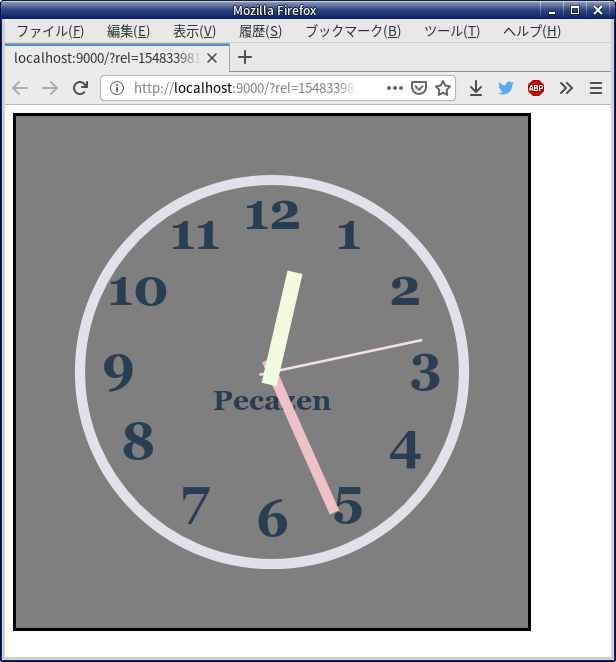 Mozilla Firefox
ファイル(F) 編集(E) 表示(V) 履歴(S) ブックマーク(B) ツール(T) ヘルプ(H)
localhost:9000/?rel=154833981
http://localhost:9000/?rel=15483398
ABP
12
11 1
10 2
9 3
Pecazen
8 4
7 5
6